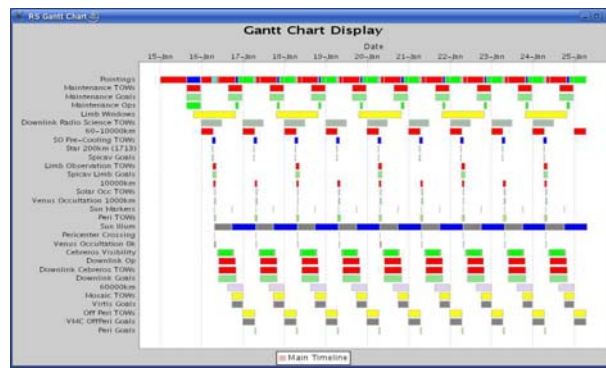 RS Gantt Chart
Gantt Chart Display
Date
15-Jan 16-Jan 17-Jan 18-Jan 19-Jan 20-Jan 21-Jan 22-Jan 23-Jan 24-Jan 25-Jan
Pointings
Maintenance TOWs
Maintenance Goals
Maintenance Ops
Limb Windows
Downlink Radio Science TOWs
60-10000km
SO Pre-Cooling TOWs
Star 200km (1713)
Spicav Goals
Limb Observation TOWs
Spicav Limb Goals
10000km
Solar Occ TOWs
Venus Occultation 1000km
Sun Markers
Peri TOWs
Sun Illum
Pericenter Crossing
Venus Occultation 0k
Cebreros Visibility
Downlink Op
Downlink Cebreros TOWs
Downlink Goals
60000km
Mosaic TOWs
Virtis Goals
Off Peri TOWs
VMC OffPeri Goals
Peri Goals
Main Timeline